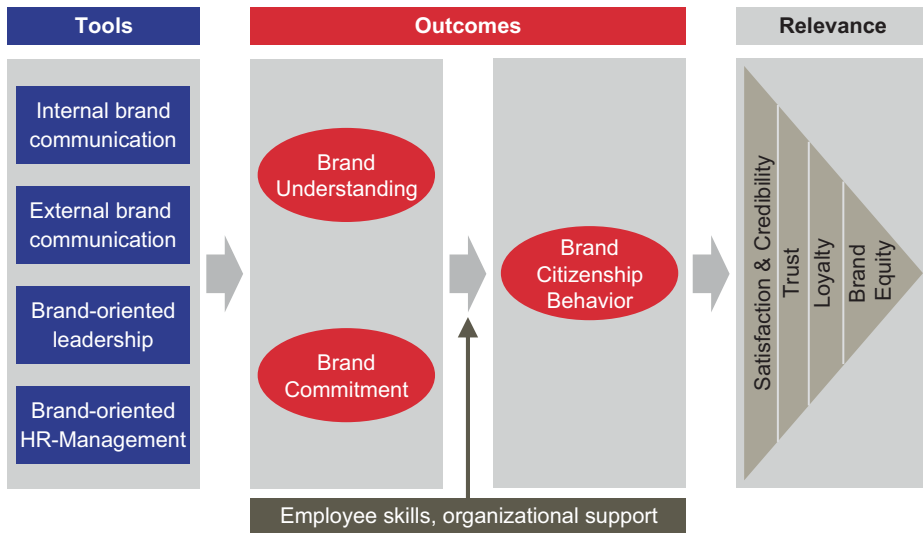 Tools
Outcomes
Relevance
Internal brand
communication
External brand
communication
Brand-oriented
leadership
Brand-oriented
HR-Management
Brand
Understanding
Brand
Commitment
Brand
Citizenship
Behavior
Satisfaction & Credibility
Trust
Loyalty
Brand
Equity
Employee skills, organizational support